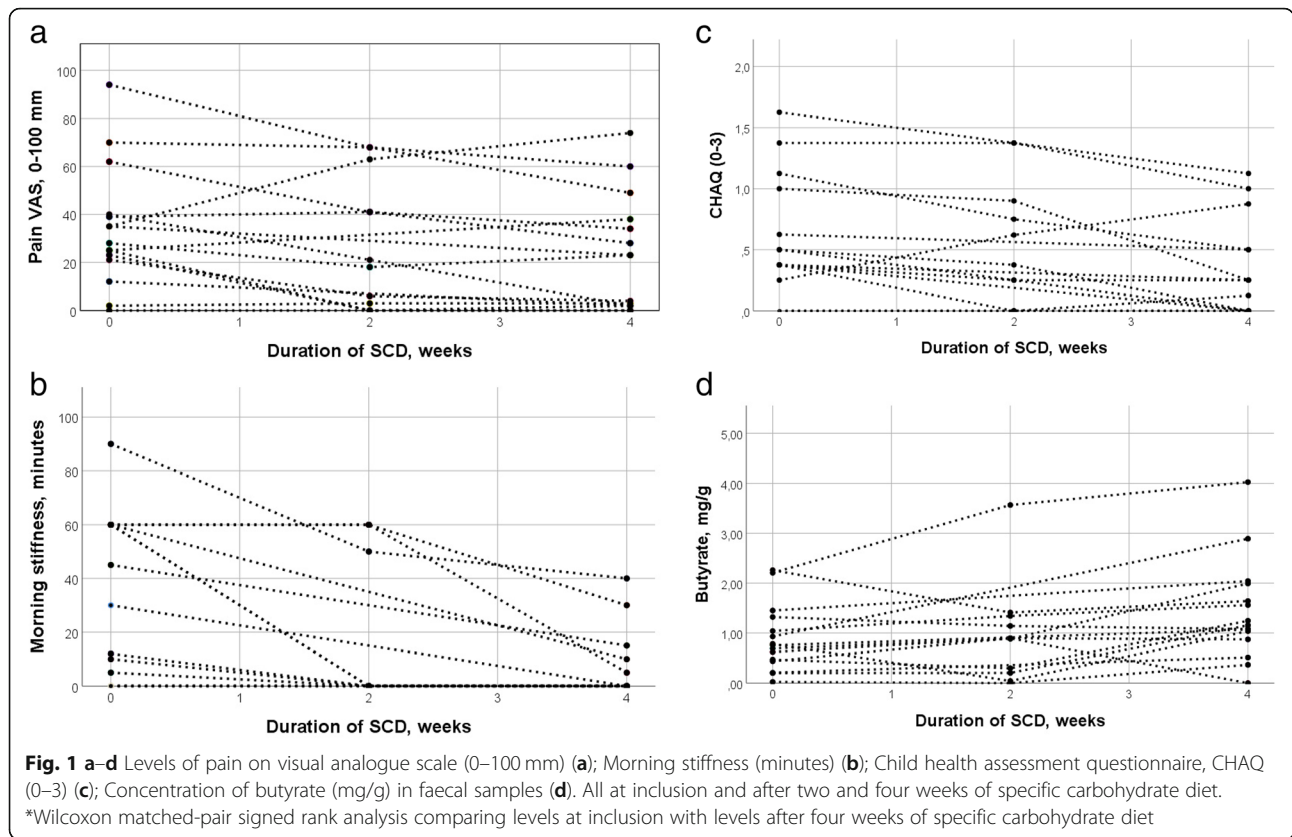 a
Pain VAS, 0-100 mm
100
80
60
40
20
0
0 1 2 3 4
Duration of SCD, weeks
b
Morning stiffness, minutes
100
80
60
40
20
0
0 1 2 3 4
Duration of SCD, weeks
c
CHAQ (0-3)
2,0
1,5
1,0
,5
,0
0 1 2 3 4
Duration of SCD, weeks
d
Butyrate, mg/g
5,00
4,00
3,00
2,00
1,00
,00
0 1 2 3 4
Duration of SCD, weeks
Fig. 1 a–d Levels of pain on visual analogue scale (0–100 mm) (a); Morning stiffness (minutes) (b); Child health assessment questionnaire, CHAQ
(0–3) (c); Concentration of butyrate (mg/g) in faecal samples (d). All at inclusion and after two and four weeks of specific carbohydrate diet.
*Wilcoxon matched-pair signed rank analysis comparing levels at inclusion with levels after four weeks of specific carbohydrate diet